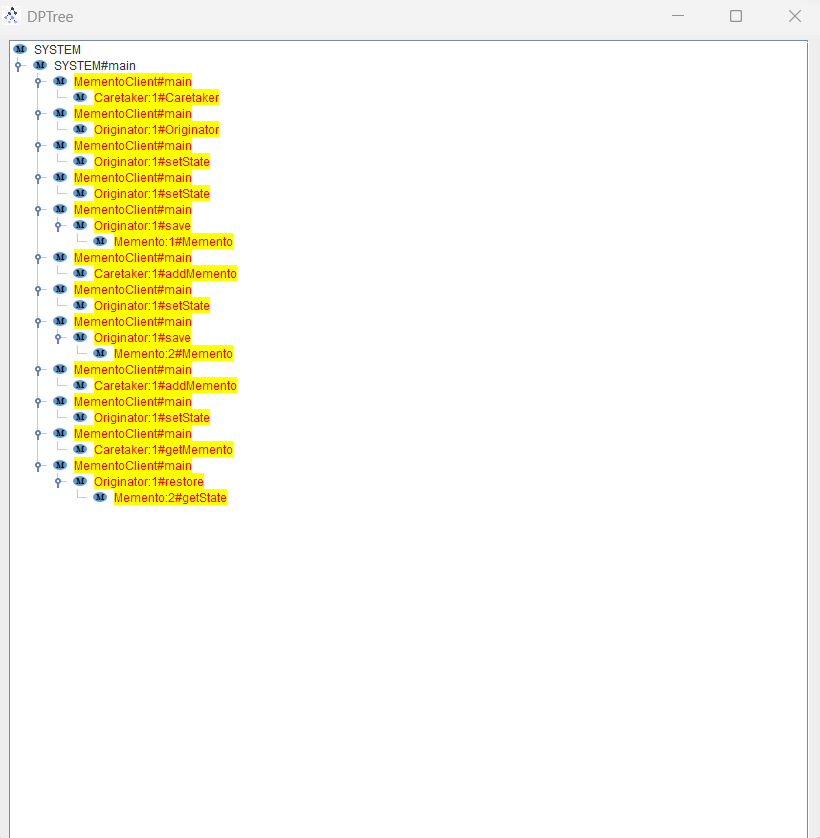 DPTree
SYSTEM
SYSTEM#main
MementoClient#main
Caretaker:1#Caretaker
MementoClient#main
Originator:1#Originator
MementoClient#main
Originator:1#setState
MementoClient#main
Originator:1#setState
MementoClient#main
Originator:1#save
Memento:1#Memento
MementoClient#main
Caretaker:1#addMemento
MementoClient#main
Originator:1#setState
MementoClient#main
Originator:1#save
Memento:2#Memento
MementoClient#main
Caretaker:1#addMemento
MementoClient#main
Originator:1#setState
MementoClient#main
Caretaker:1#getMemento
MementoClient#main
Originator:1#restore
Memento:2#getState